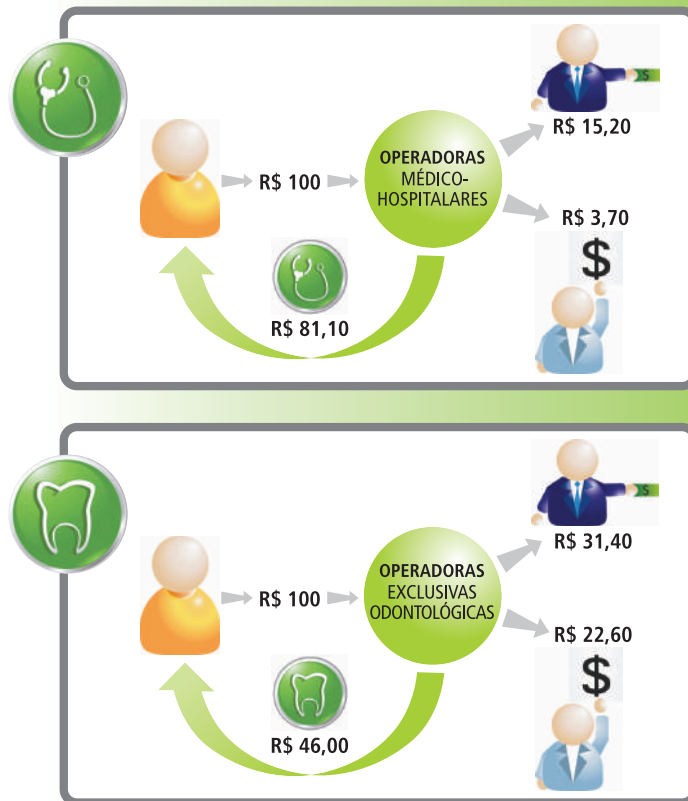 R$ 15,20
OPERADORAS
MÉDICO-
HOSPITALARES
R$ 100
R$ 3,70
$
R$ 81,10
R$ 31,40
OPERADORAS
EXCLUSIVAS
ODONTOLÓGICAS
R$ 100
R$ 22,60
$
R$ 46,00